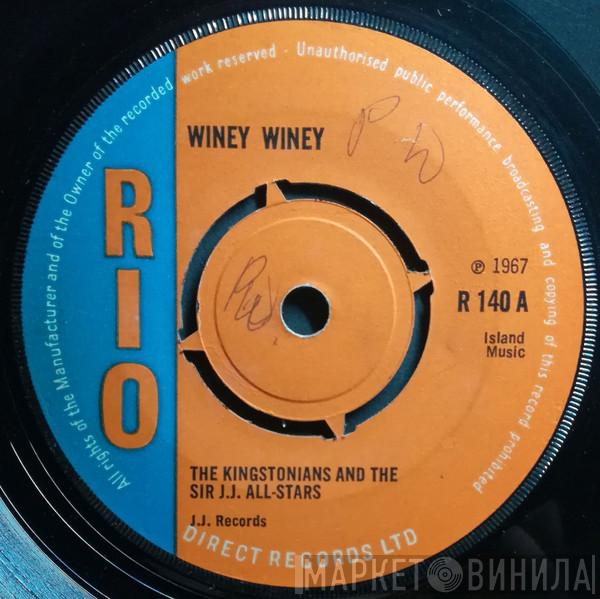 All rights of the Manufacturer and of the Owner of the recorded work reserved - Unauthorised public performance broadcasting and copying of this record prohibited
RIO
WINEY WINEY
P W
PW
℗ 1967
R 140 A
Island
Music
THE KINGSTONIANS AND THE
SIR J.J. ALL-STARS
J.J. Records
DIRECT RECORDS LTD
МАРКЕТ ВИНИЛА